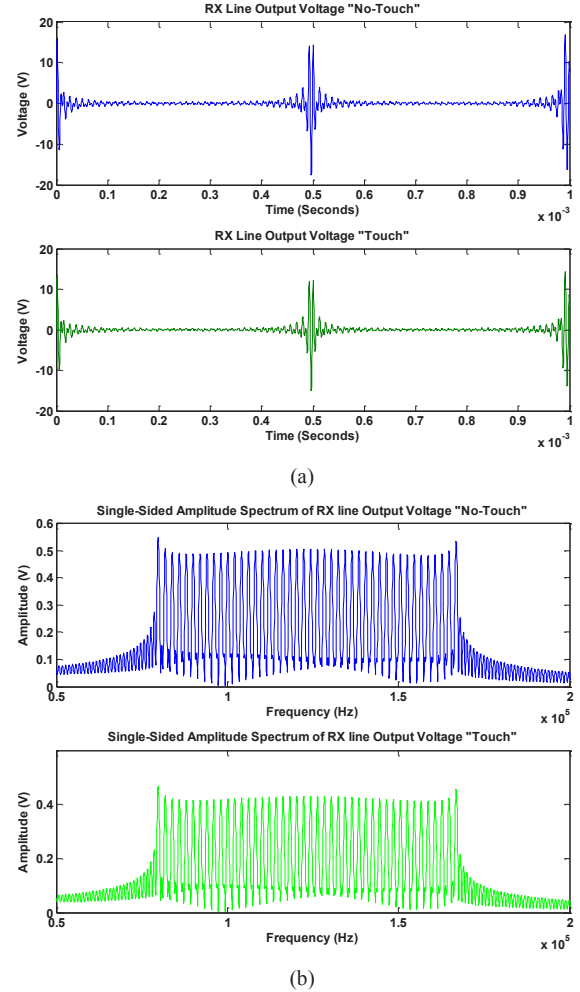 RX Line Output Voltage "No-Touch"
20
10
0
-10
-20
Voltage (V)
0 0.1 0.2 0.3 0.4 0.5 0.6 0.7 0.8 0.9 1
Time (Seconds)
x 10-3
RX Line Output Voltage "Touch"
20
10
0
-10
-20
Voltage (V)
0 0.1 0.2 0.3 0.4 0.5 0.6 0.7 0.8 0.9 1
Time (Seconds)
x 10-3
(a)
Single-Sided Amplitude Spectrum of RX line Output Voltage "No-Touch"
0.6
0.5
0.4
0.3
0.2
0.1
0
Amplitude (V)
0.5 1 1.5 2
Frequency (Hz)
x 10 5
Single-Sided Amplitude Spectrum of RX line Output Voltage "Touch"
0.4
0.2
0
Amplitude (V)
0.5 1 1.5 2
Frequency (Hz)
x 10 5
(b)